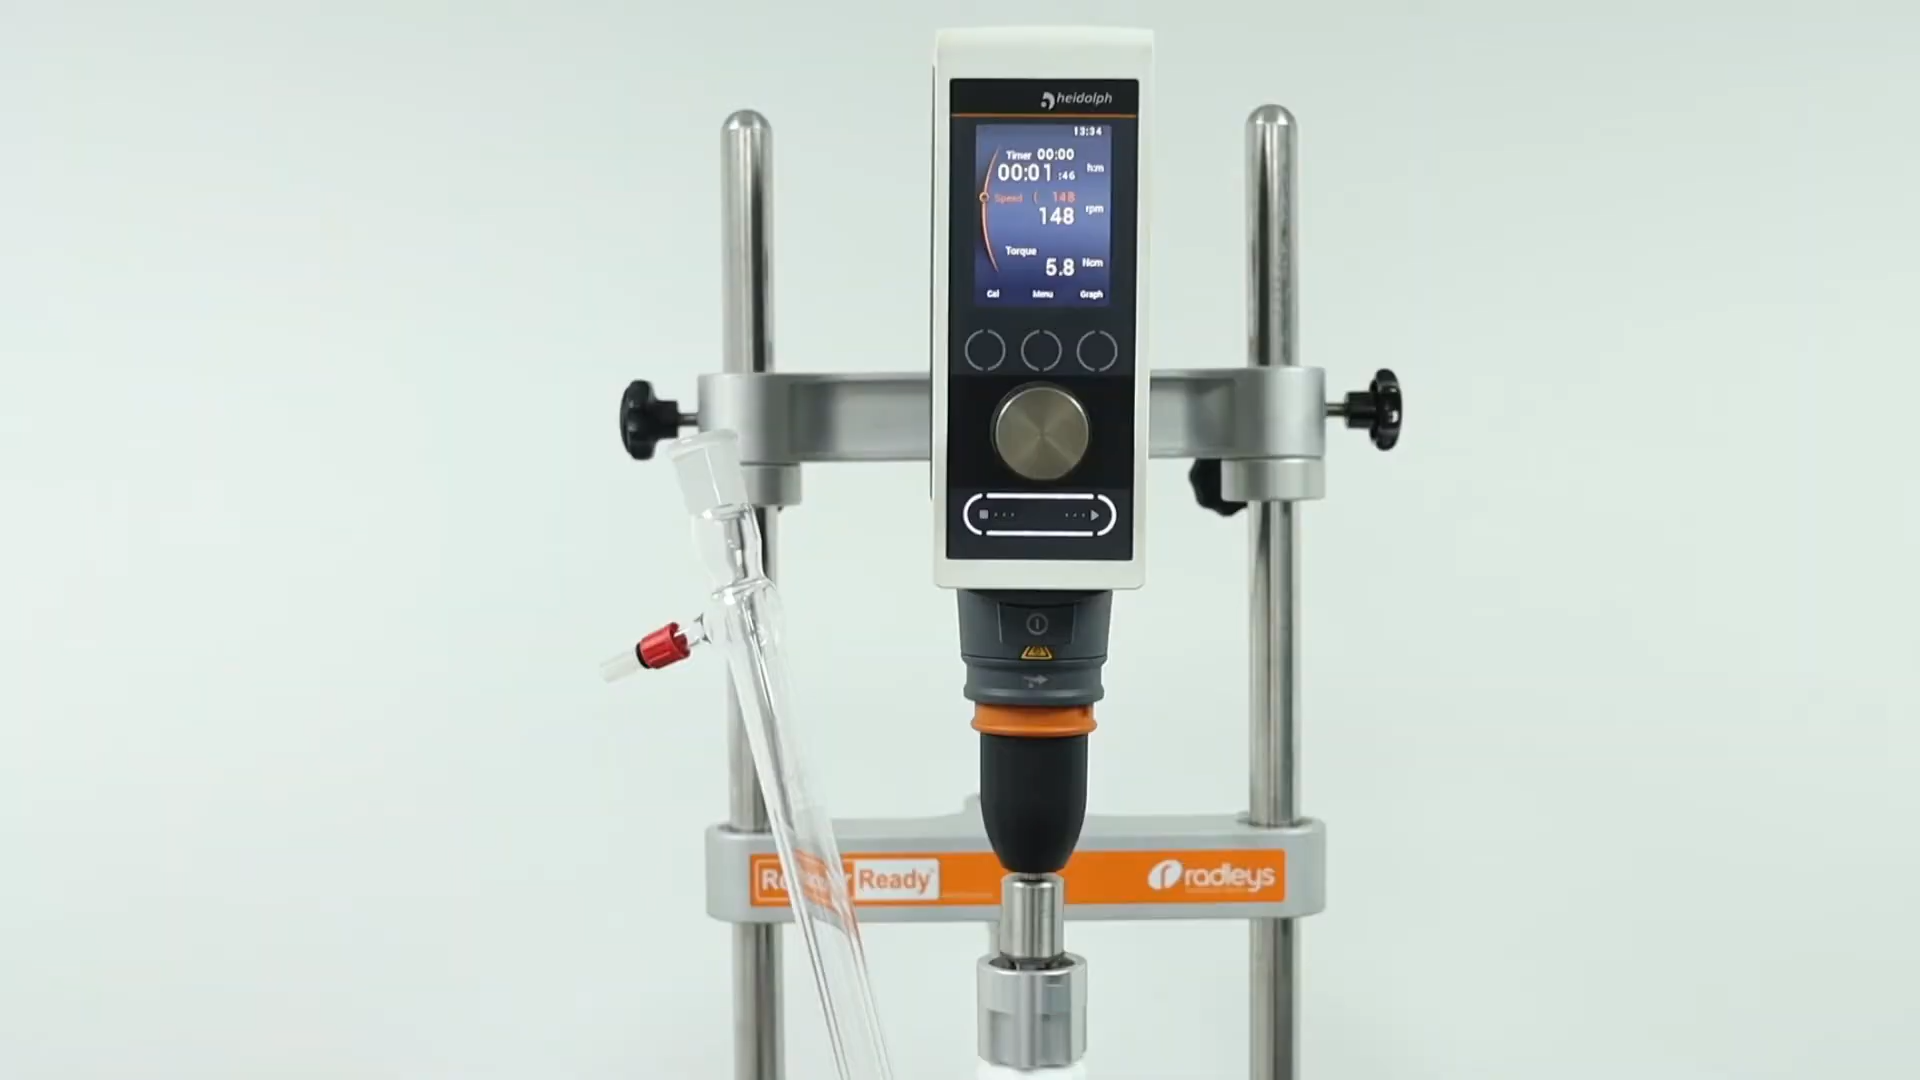 heidolph
13:34
Timer 00:00
00:01 :46 h:m
Speed ( 148
148 rpm
Torque
5.8 Ncm
Cal Menu Graph
Ready
radleys